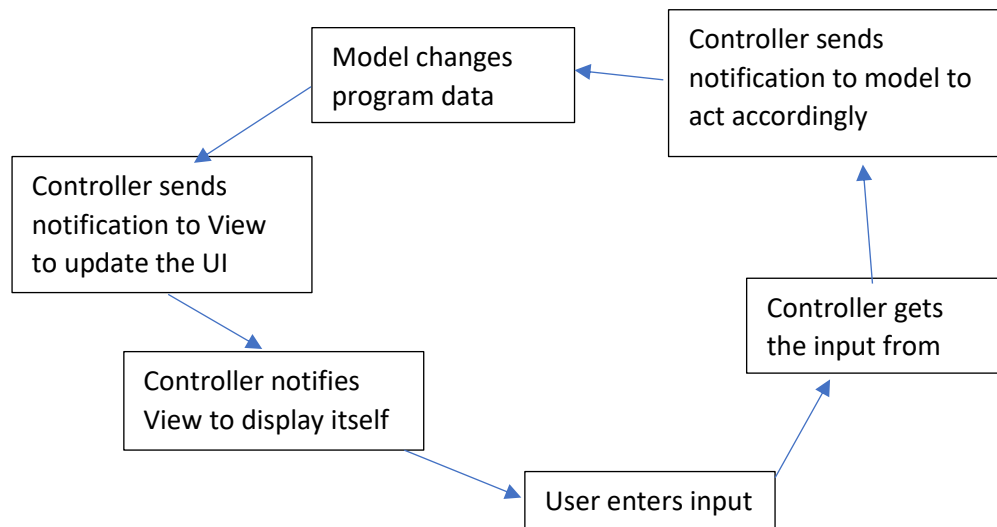 Model changes
program data
Controller sends
notification to model to
act accordingly
Controller sends
notification to View
to update the UI
Controller gets
the input from
Controller notifies
View to display itself
User enters input